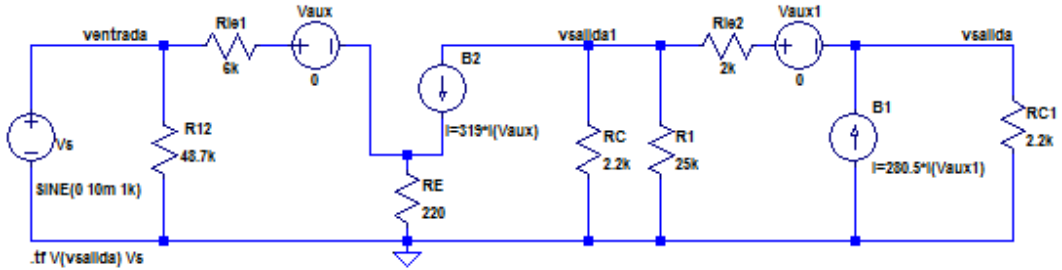 ventrada
Rie1
6k
Vaux
0
vsalida1
B2
I=319*I(Vaux)
Rie2
2k
Vaux1
0
vsalida
Vs
SINE(0 10m 1k)
R12
48.7k
RE
220
RC
2.2k
R1
25k
B1
I=280.5*I(Vaux1)
RC1
2.2k
.tf V(vsalida) Vs